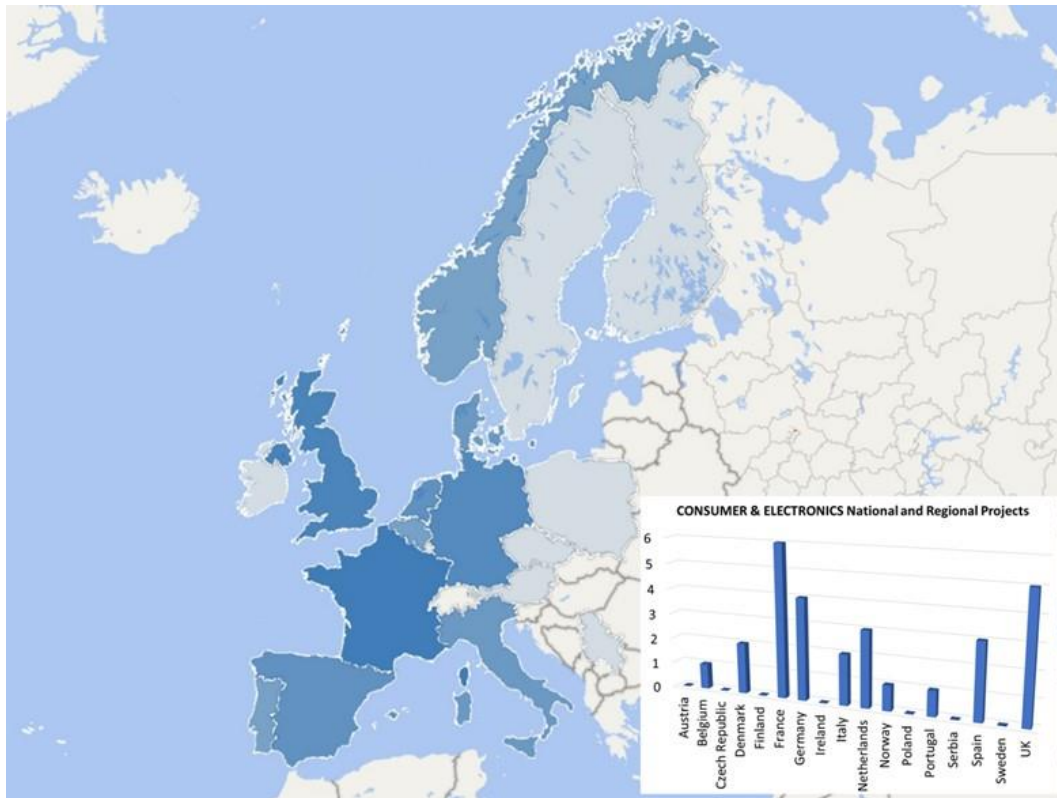 CONSUMER & ELECTRONICS National and Regional Projects
6
5
4
3
2
1
0
Austria
Belgium
Czech Republic
Denmark
Finland
France
Germany
Ireland
Italy
Netherlands
Norway
Poland
Portugal
Serbia
Spain
Sweden
UK